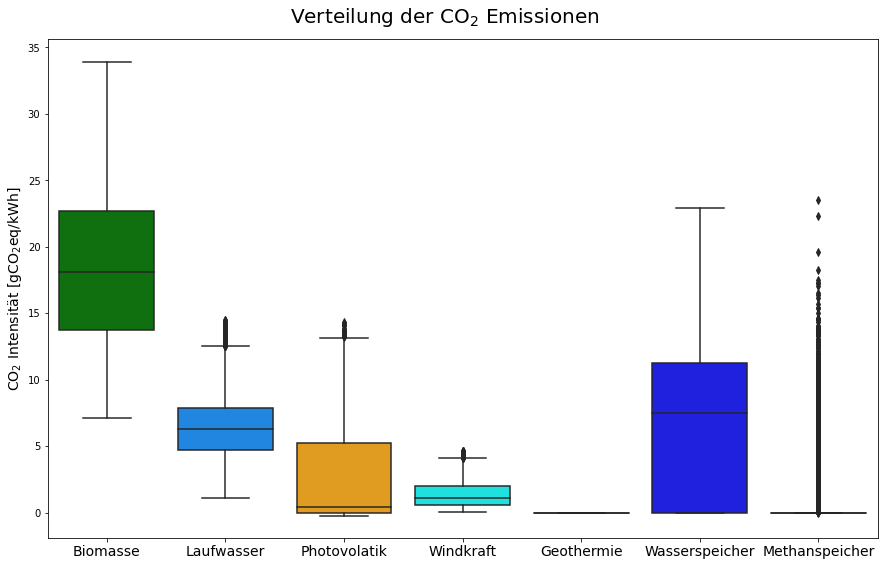 Verteilung der CO₂ Emissionen
CO₂ Intensität [gCO₂eq/kWh]
35
30
25
20
15
10
5
0
Biomasse Laufwasser Photovolatik Windkraft Geothermie Wasserspeicher Methanspeicher